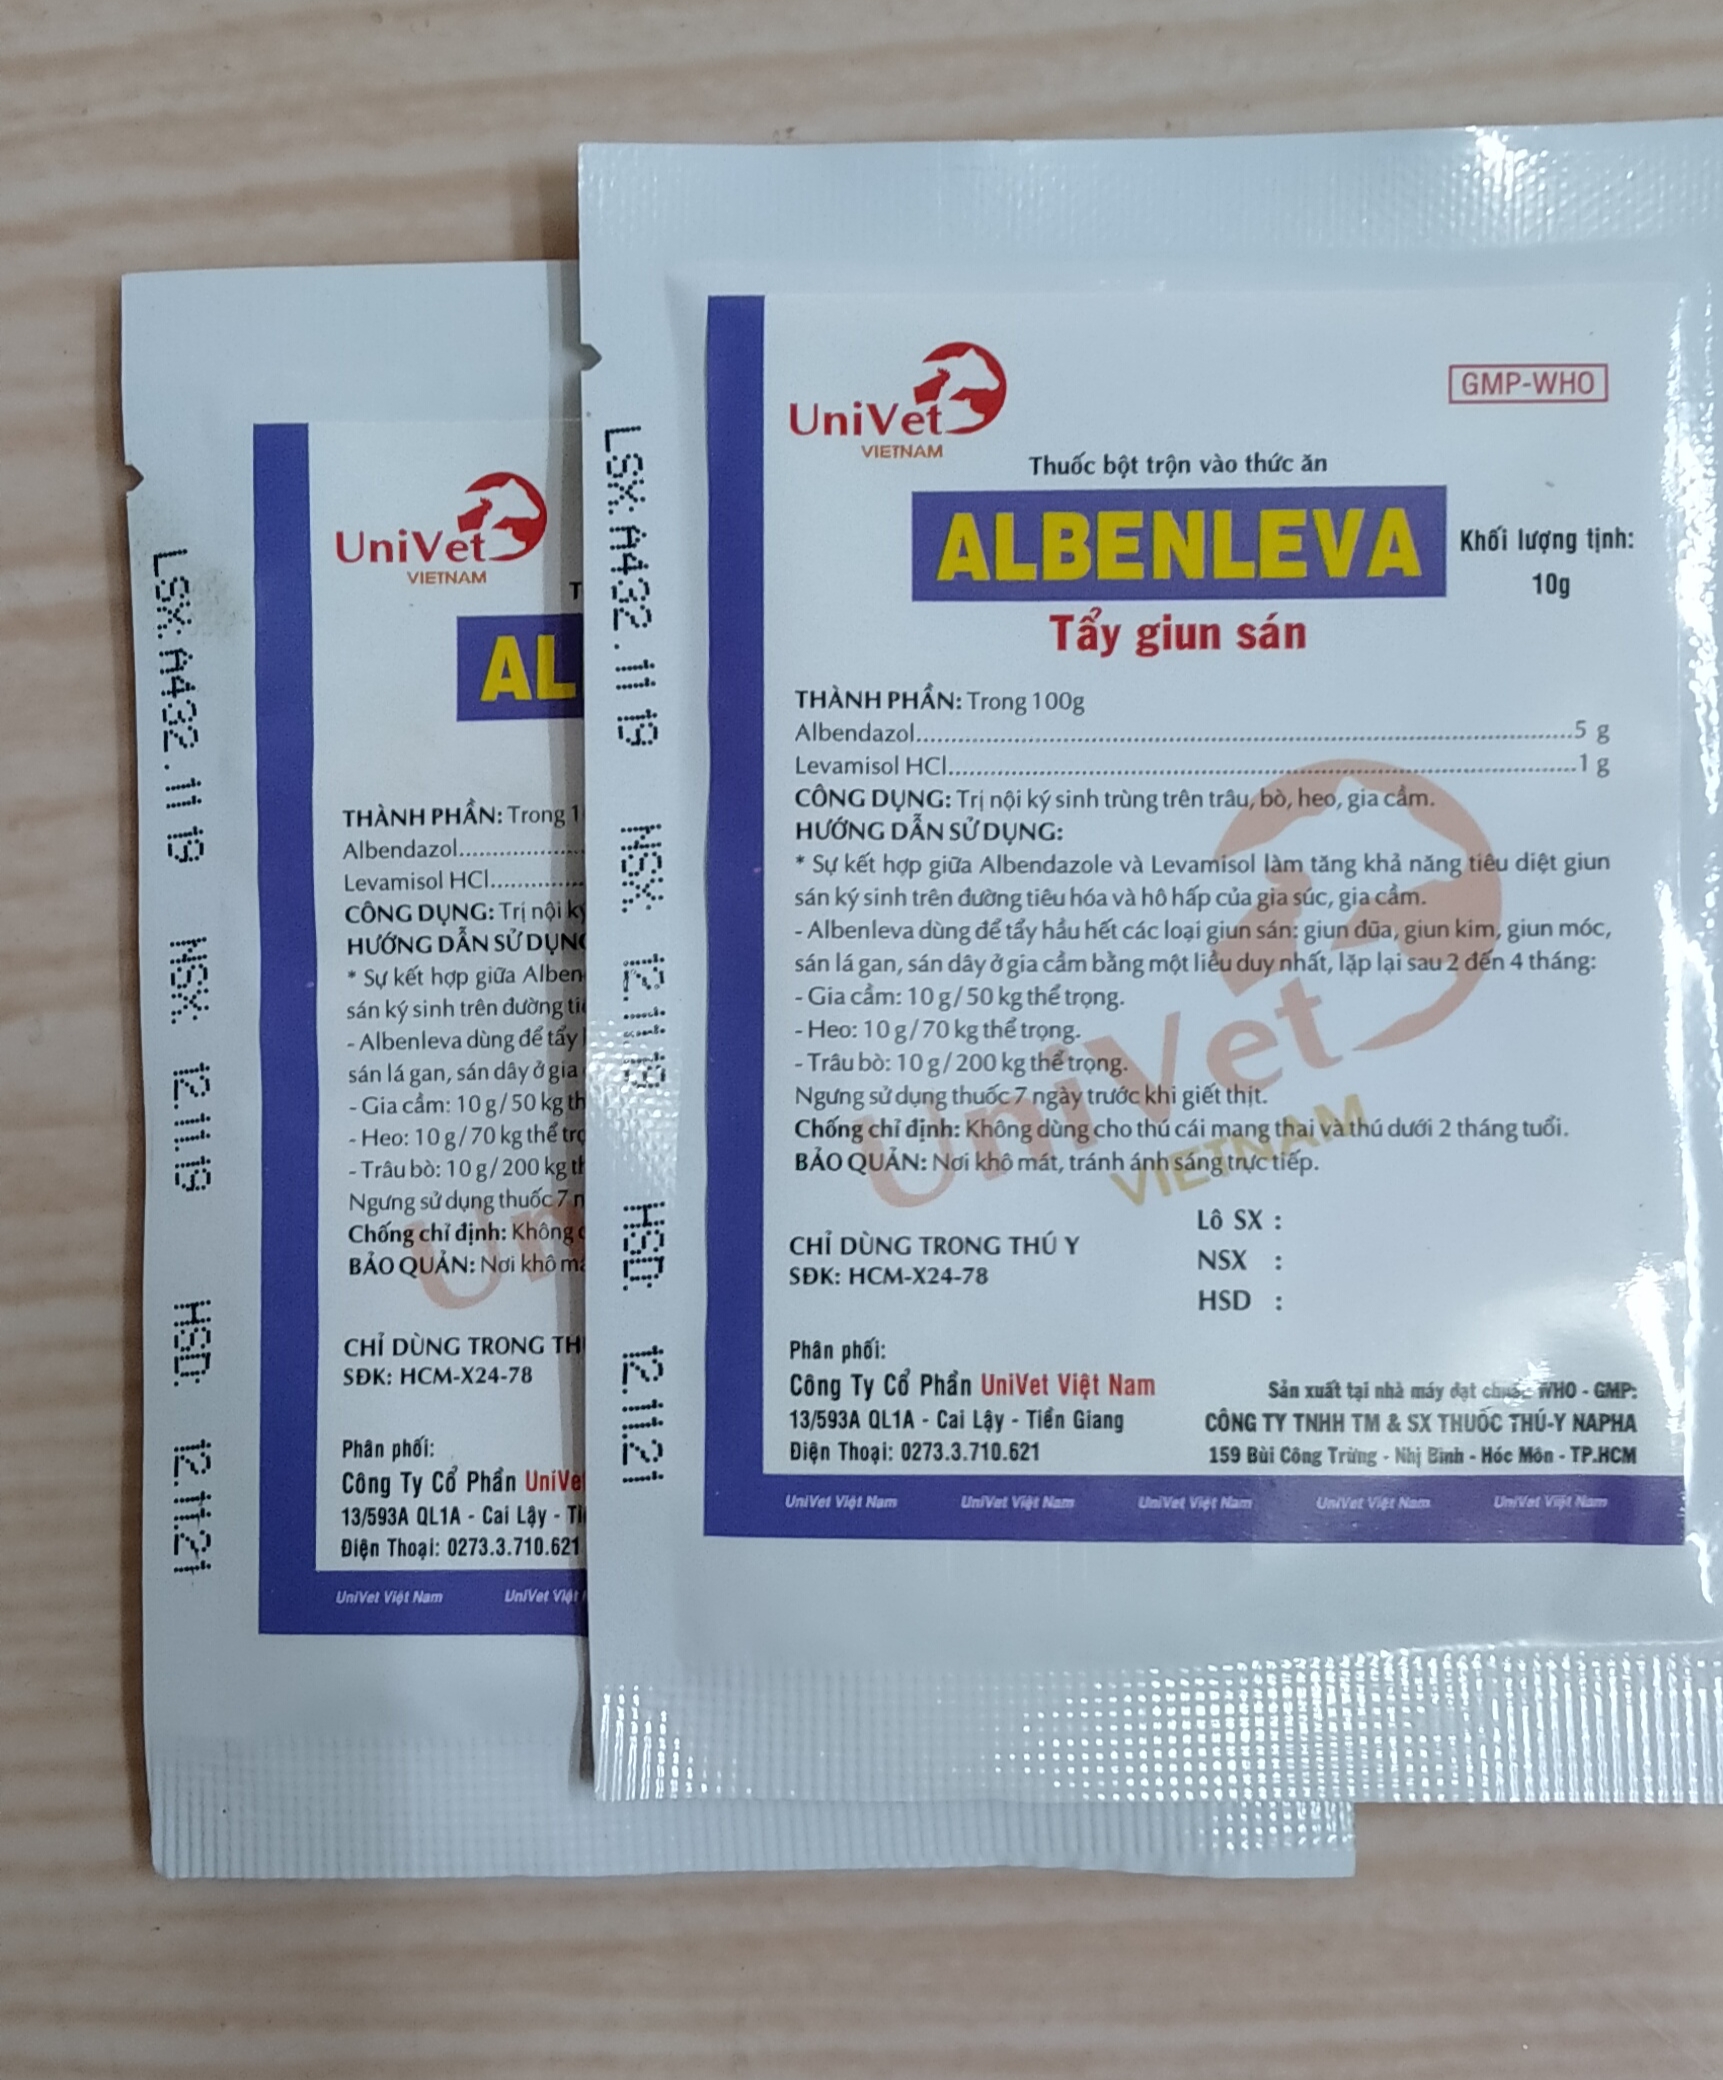 UniVet
VIETNAM
GMP-WHO
Thuốc bột trộn vào thức ăn
ALBENLEVA
Khối lượng tịnh:
10g
Tẩy giun sán
THÀNH PHẦN: Trong 100g
Albendazol..........5 g
Levamisol HCl..........1 g
CÔNG DỤNG: Trị nội ký sinh trùng trên trâu, bò, heo, gia cầm.
HƯỚNG DẪN SỬ DỤNG:
* Sự kết hợp giữa Albendazole và Levamisol làm tăng khả năng tiêu diệt giun
sán ký sinh trên đường tiêu hóa và hô hấp của gia súc, gia cầm.
- Albenleva dùng để tẩy hầu hết các loại giun sán: giun đũa, giun kim, giun móc,
sán lá gan, sán dây ở gia cầm bằng một liều duy nhất, lặp lại sau 2 đến 4 tháng:
- Gia cầm: 10 g/ 50 kg thể trọng.
- Heo: 10 g/ 70 kg thể trọng.
- Trâu bò: 10 g/ 200 kg thể trọng.
Ngưng sử dụng thuốc 7 ngày trước khi giết thịt.
Chống chỉ định: Không dùng cho thú cái mang thai và thú dưới 2 tháng tuổi.
BẢO QUẢN: Nơi khô mát, tránh ánh sáng trực tiếp.
UniVet
VIETNAM
CHỈ DÙNG TRONG THÚ Y
SĐK: HCM-X24-78
Lô SX :
NSX :
HSD :
Phân phối:
Công Ty Cổ Phần UniVet Việt Nam
13/593A QL1A - Cai Lậy - Tiền Giang
Điện Thoại: 0273.3.710.621
Sản xuất tại nhà máy đạt chuẩn WHO - GMP:
CÔNG TY TNHH TM & SX THUỐC THÚ-Y NAPHA
159 Bùi Công Trừng - Nhị Bình - Hóc Môn - TP.HCM
UniVet Việt Nam UniVet Việt Nam UniVet Việt Nam UniVet Việt Nam UniVet Việt Nam
LSX: A432.11 19 NSX: 12.11.19 HSD: 12.11.21
UniVet
VIETNAM
T
AL
THÀNH PHẦN: Trong 1
Albendazol..........
Levamisol HCl..........
CÔNG DỤNG: Trị nội k
HƯỚNG DẪN SỬ DỤN
* Sự kết hợp giữa Alben
sán ký sinh trên đường ti
- Albenleva dùng để tẩy
sán lá gan, sán dây ở gia
- Gia cầm: 10 g/ 50 kg th
- Heo: 10 g/ 70 kg thể trọ
- Trâu bò: 10 g/ 200 kg th
Ngưng sử dụng thuốc 7 n
Chống chỉ định: Không
BẢO QUẢN: Nơi khô m
Un
CHỈ DÙNG TRONG TH
SĐK: HCM-X24-78
Phân phối:
Công Ty Cổ Phần UniVe
13/593A QL1A - Cai Lậy - Ti
Điện Thoại: 0273.3.710.621
UniVet Việt Nam UniVet Việt
LSX: A432.11 19 NSX: 12.11.19 HSD: 12.11.21